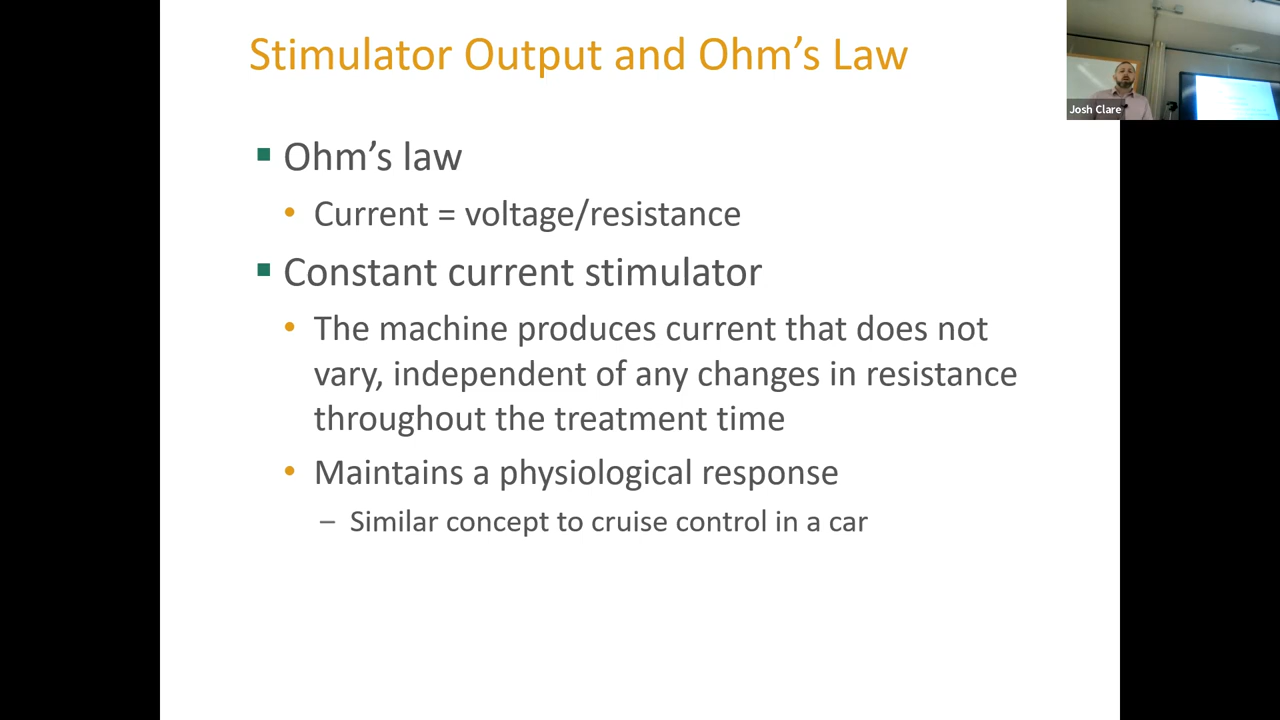 Stimulator Output and Ohm's Law
Josh Clare
▪ Ohm's law
• Current = voltage/resistance
▪ Constant current stimulator
• The machine produces current that does not
vary, independent of any changes in resistance
throughout the treatment time
• Maintains a physiological response
– Similar concept to cruise control in a car